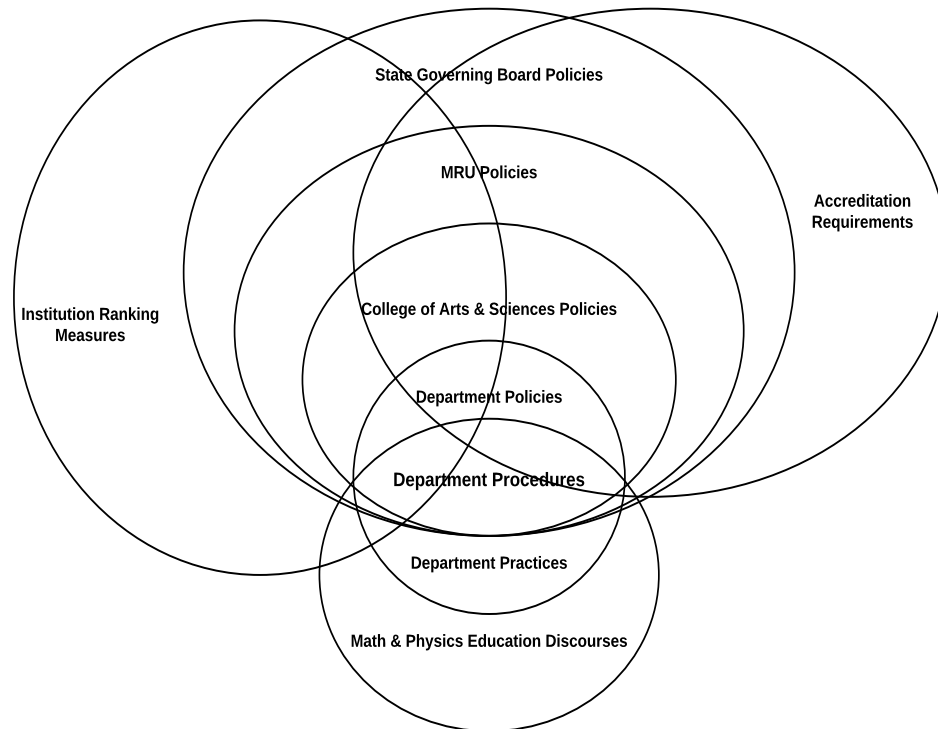 State Governing Board Policies
MRU Policies
Accreditation
Requirements
College of Arts & Sciences Policies
Institution Ranking
Measures
Department Policies
Department Procedures
Department Practices
Math & Physics Education Discourses